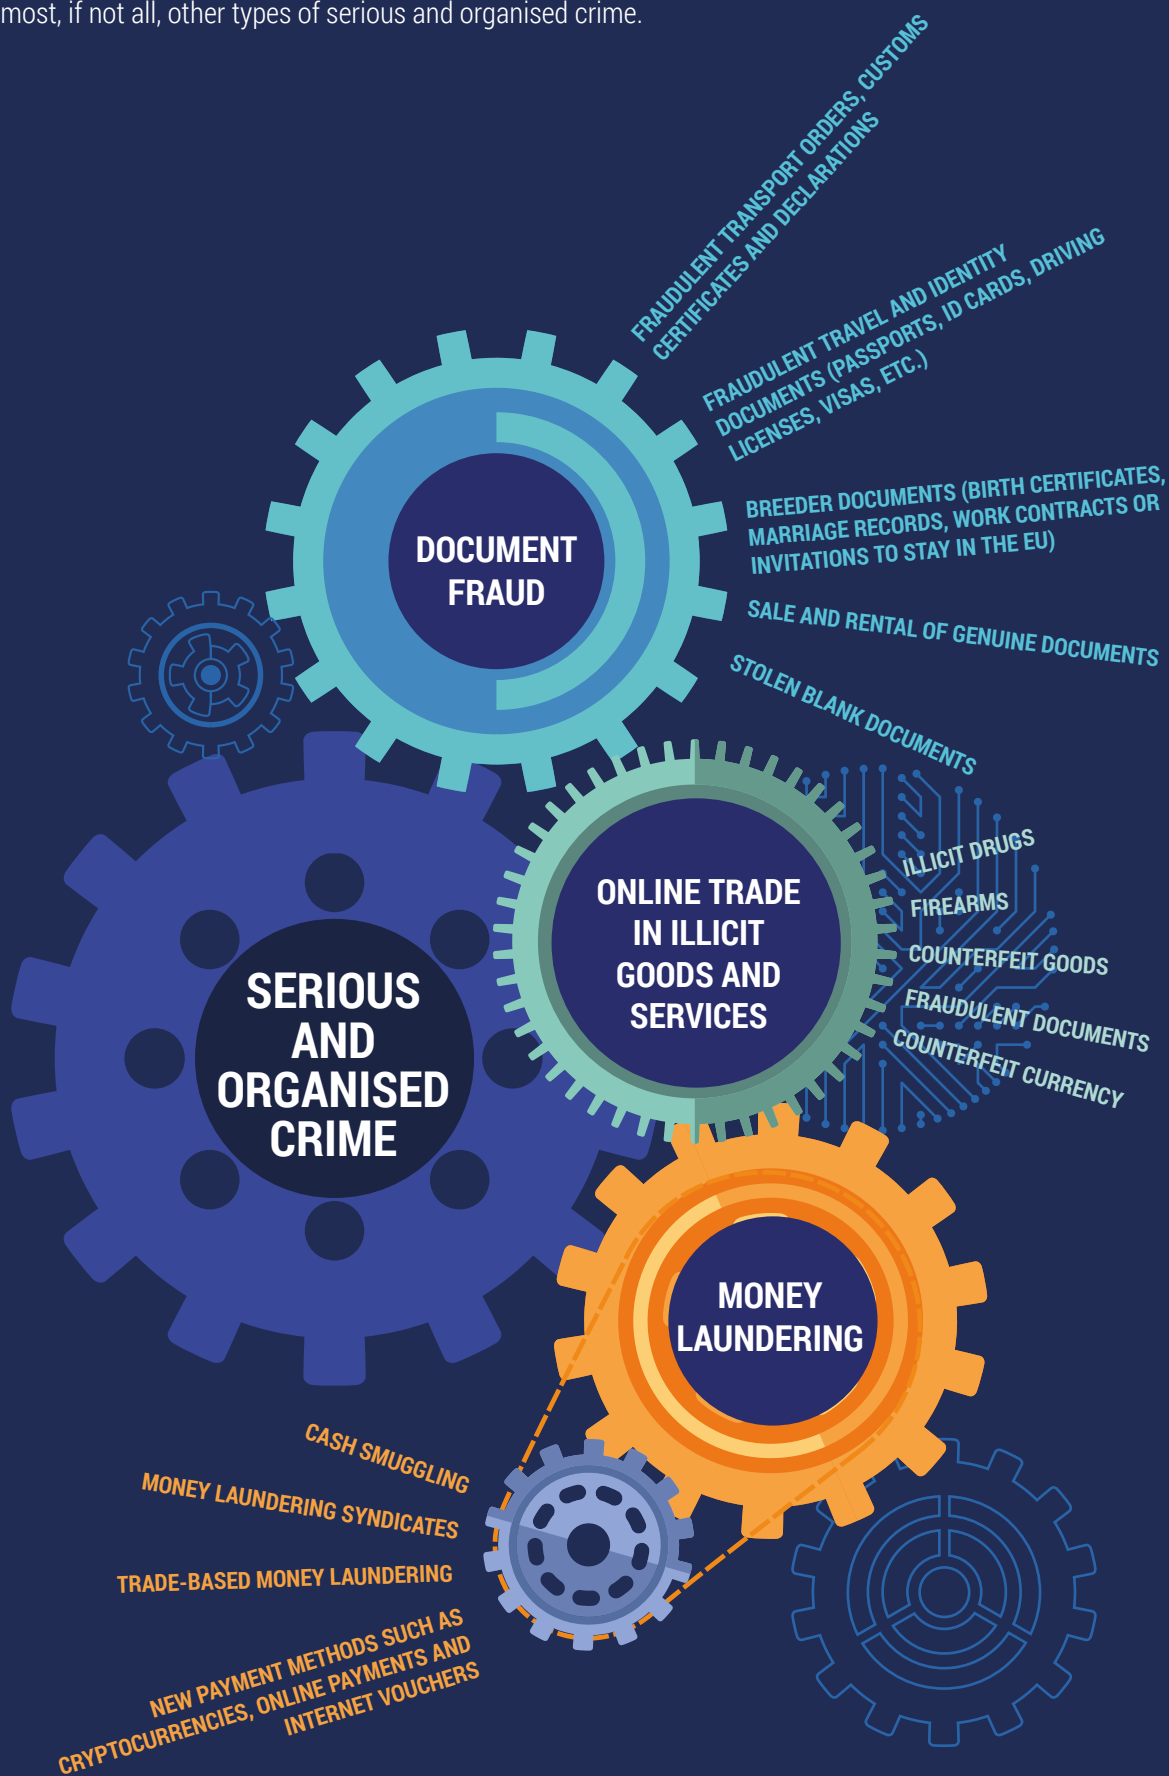 most, if not all, other types of serious and organised crime.
FRAUDULENT TRANSPORT ORDERS, CUSTOMS
CERTIFICATES AND DECLARATIONS
FRAUDULENT TRAVEL AND IDENTITY
DOCUMENTS (PASSPORTS, ID CARDS, DRIVING
LICENSES, VISAS, ETC.)
BREEDER DOCUMENTS (BIRTH CERTIFICATES,
MARRIAGE RECORDS, WORK CONTRACTS OR
INVITATIONS TO STAY IN THE EU)
SALE AND RENTAL OF GENUINE DOCUMENTS
STOLEN BLANK DOCUMENTS
DOCUMENT
FRAUD
ONLINE TRADE
IN ILLICIT
GOODS AND
SERVICES
ILLICIT DRUGS
FIREARMS
COUNTERFEIT GOODS
FRAUDULENT DOCUMENTS
COUNTERFEIT CURRENCY
SERIOUS
AND
ORGANISED
CRIME
MONEY
LAUNDERING
CASH SMUGGLING
MONEY LAUNDERING SYNDICATES
TRADE-BASED MONEY LAUNDERING
NEW PAYMENT METHODS SUCH AS
CRYPTOCURRENCIES, ONLINE PAYMENTS AND
INTERNET VOUCHERS